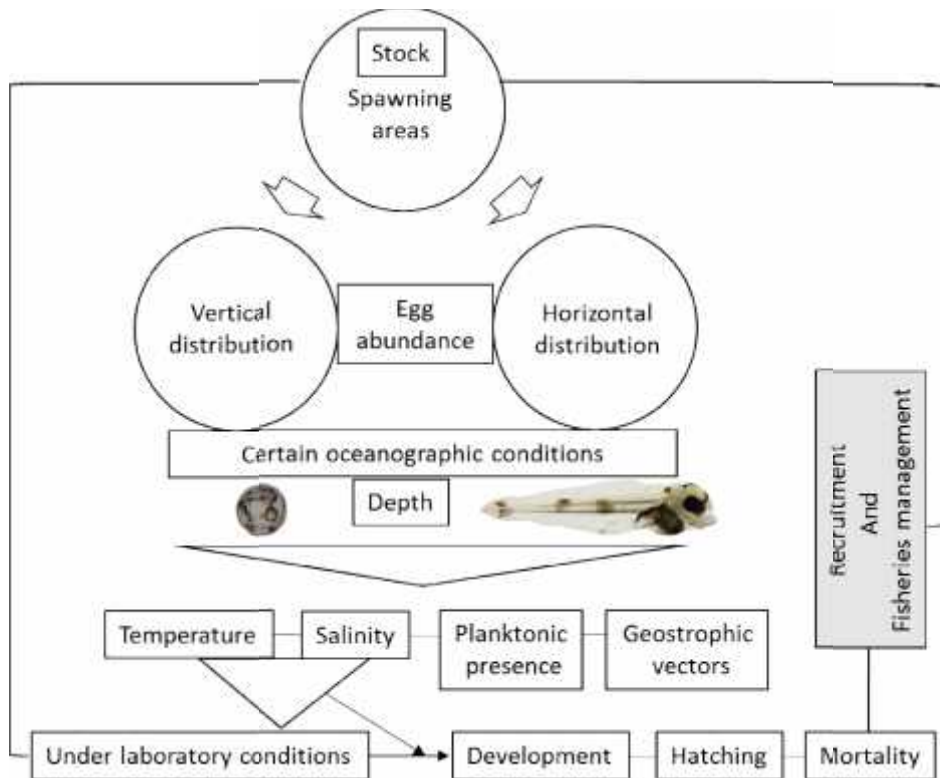 Stock
Spawning
areas
Vertical
distribution
Egg
abundance
Horizontal
distribution
Certain oceanographic conditions
Depth
Recruitment
And
Fisheries management
Temperature
Salinity
Planktonic
presence
Geostrophic
vectors
Under laboratory conditions
Development
Hatching
Mortality